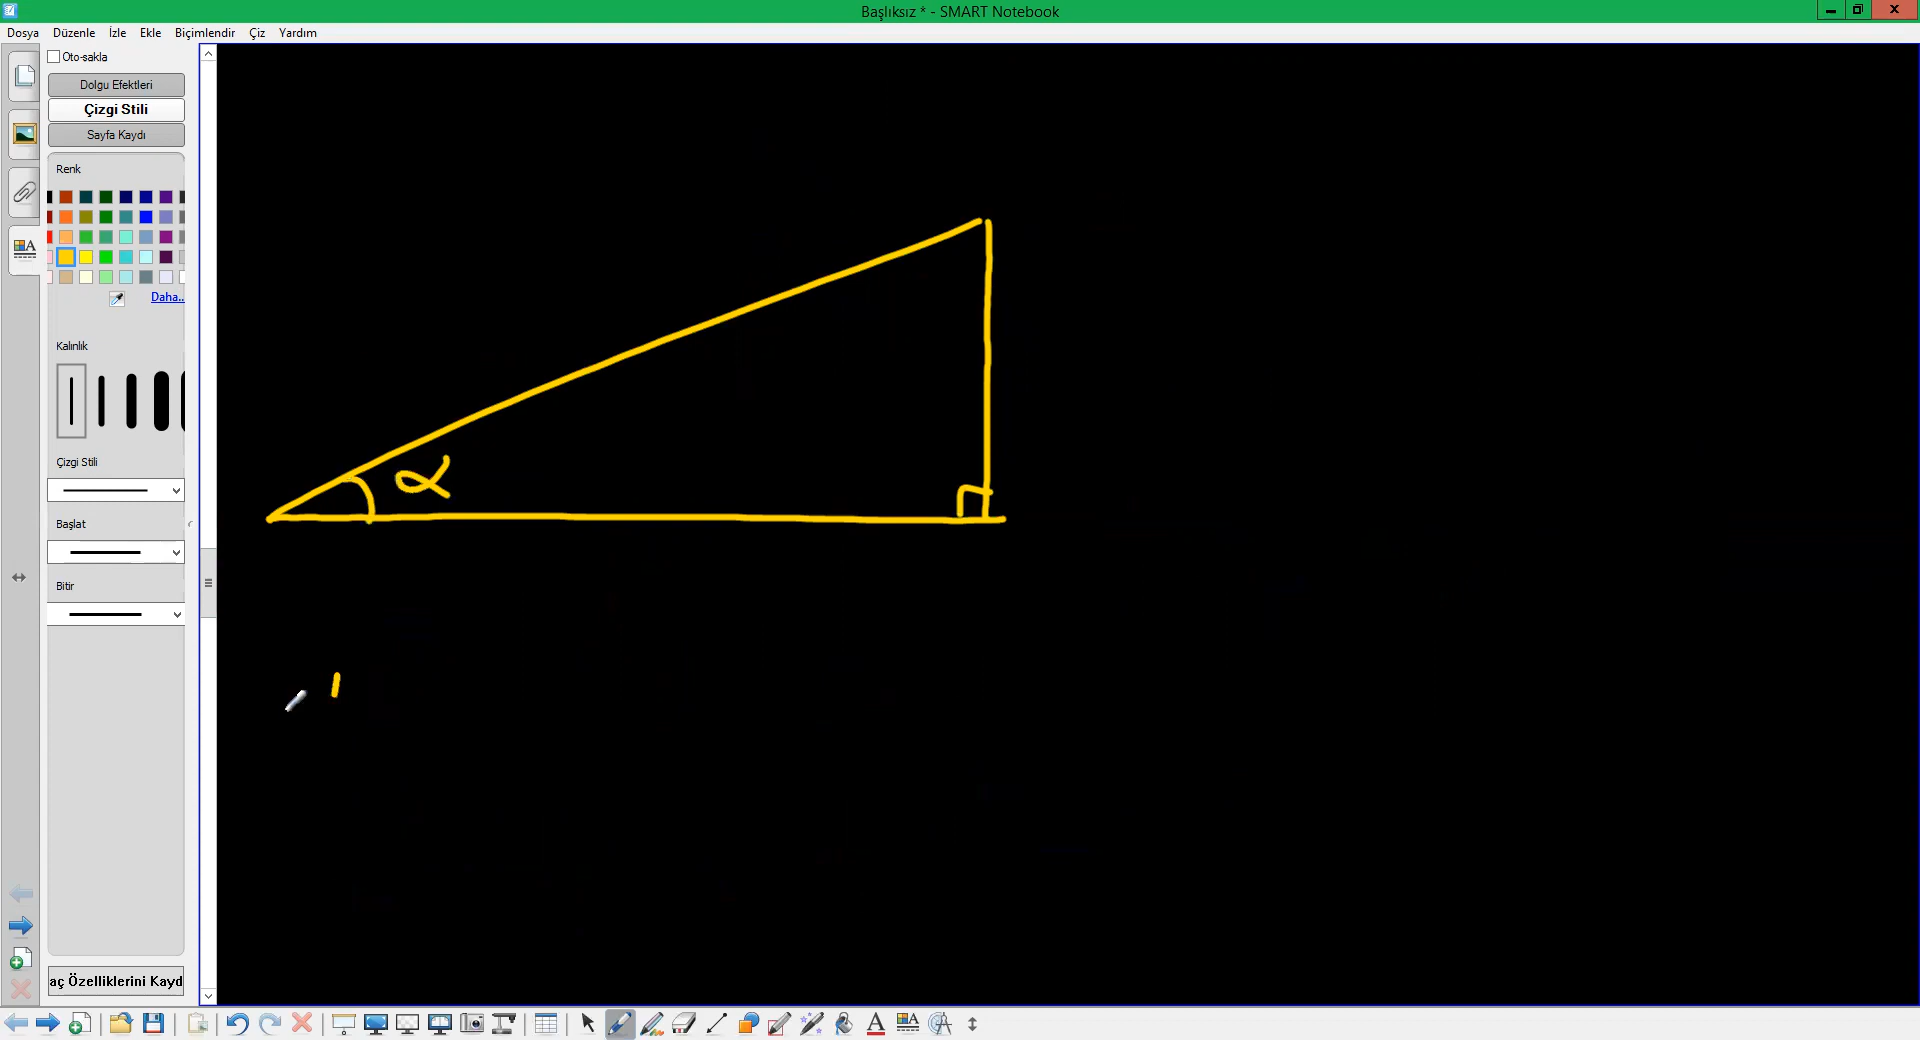 Başlıksız * - SMART Notebook
Dosya Düzenle İzle Ekle Biçimlendir Çiz Yardım
Oto-sakla
Dolgu Efektleri
Çizgi Stili
Sayfa Kaydı
Renk
Daha..
Kalınlık
Çizgi Stili
Başlat
Bitir
aç Özelliklerini Kayd
α